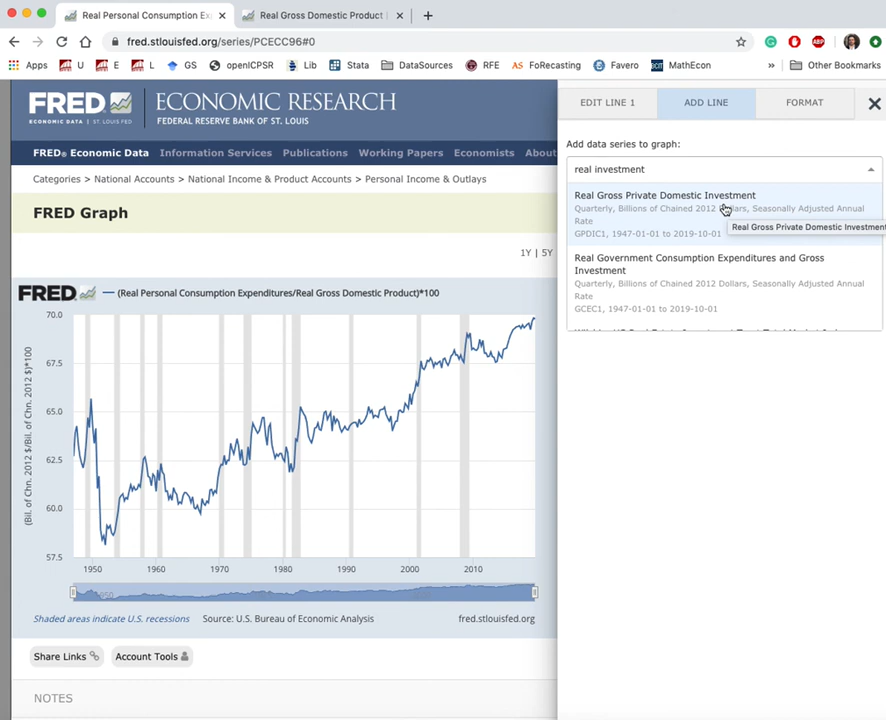 Real Personal Consumption Ex
Real Gross Domestic Product |
fred.stlouisfed.org/series/PCECC96#0
ABP
Apps U E L GS openICPSR Lib Stata DataSources RFE AS FoRecasting Favero MathEcon » Other Bookmarks
FRED
ECONOMIC DATA | ST. LOUIS FED
ECONOMIC RESEARCH
FEDERAL RESERVE BANK OF ST. LOUIS
FRED® Economic Data Information Services Publications Working Papers Economists About
Categories > National Accounts > National Income & Product Accounts > Personal Income & Outlays
FRED Graph
1Y | 5Y
FRED
(Real Personal Consumption Expenditures/Real Gross Domestic Product)*100
(Bil. of Chn. 2012 $/Bil. of Chn. 2012 $)*100
70.0
67.5
65.0
62.5
60.0
57.5
1950 1960 1970 1980 1990 2000 2010
Shaded areas indicate U.S. recessions Source: U.S. Bureau of Economic Analysis fred.stlouisfed.org
Share Links Account Tools
NOTES
EDIT LINE 1 ADD LINE FORMAT
Add data series to graph:
real investment
Real Gross Private Domestic Investment
Quarterly, Billions of Chained 2012 Dollars, Seasonally Adjusted Annual
Rate
Real Gross Private Domestic Investment
GPDIC1, 1947-01-01 to 2019-10-01
Real Government Consumption Expenditures and Gross
Investment
Quarterly, Billions of Chained 2012 Dollars, Seasonally Adjusted Annual
Rate
GCEC1, 1947-01-01 to 2019-10-01